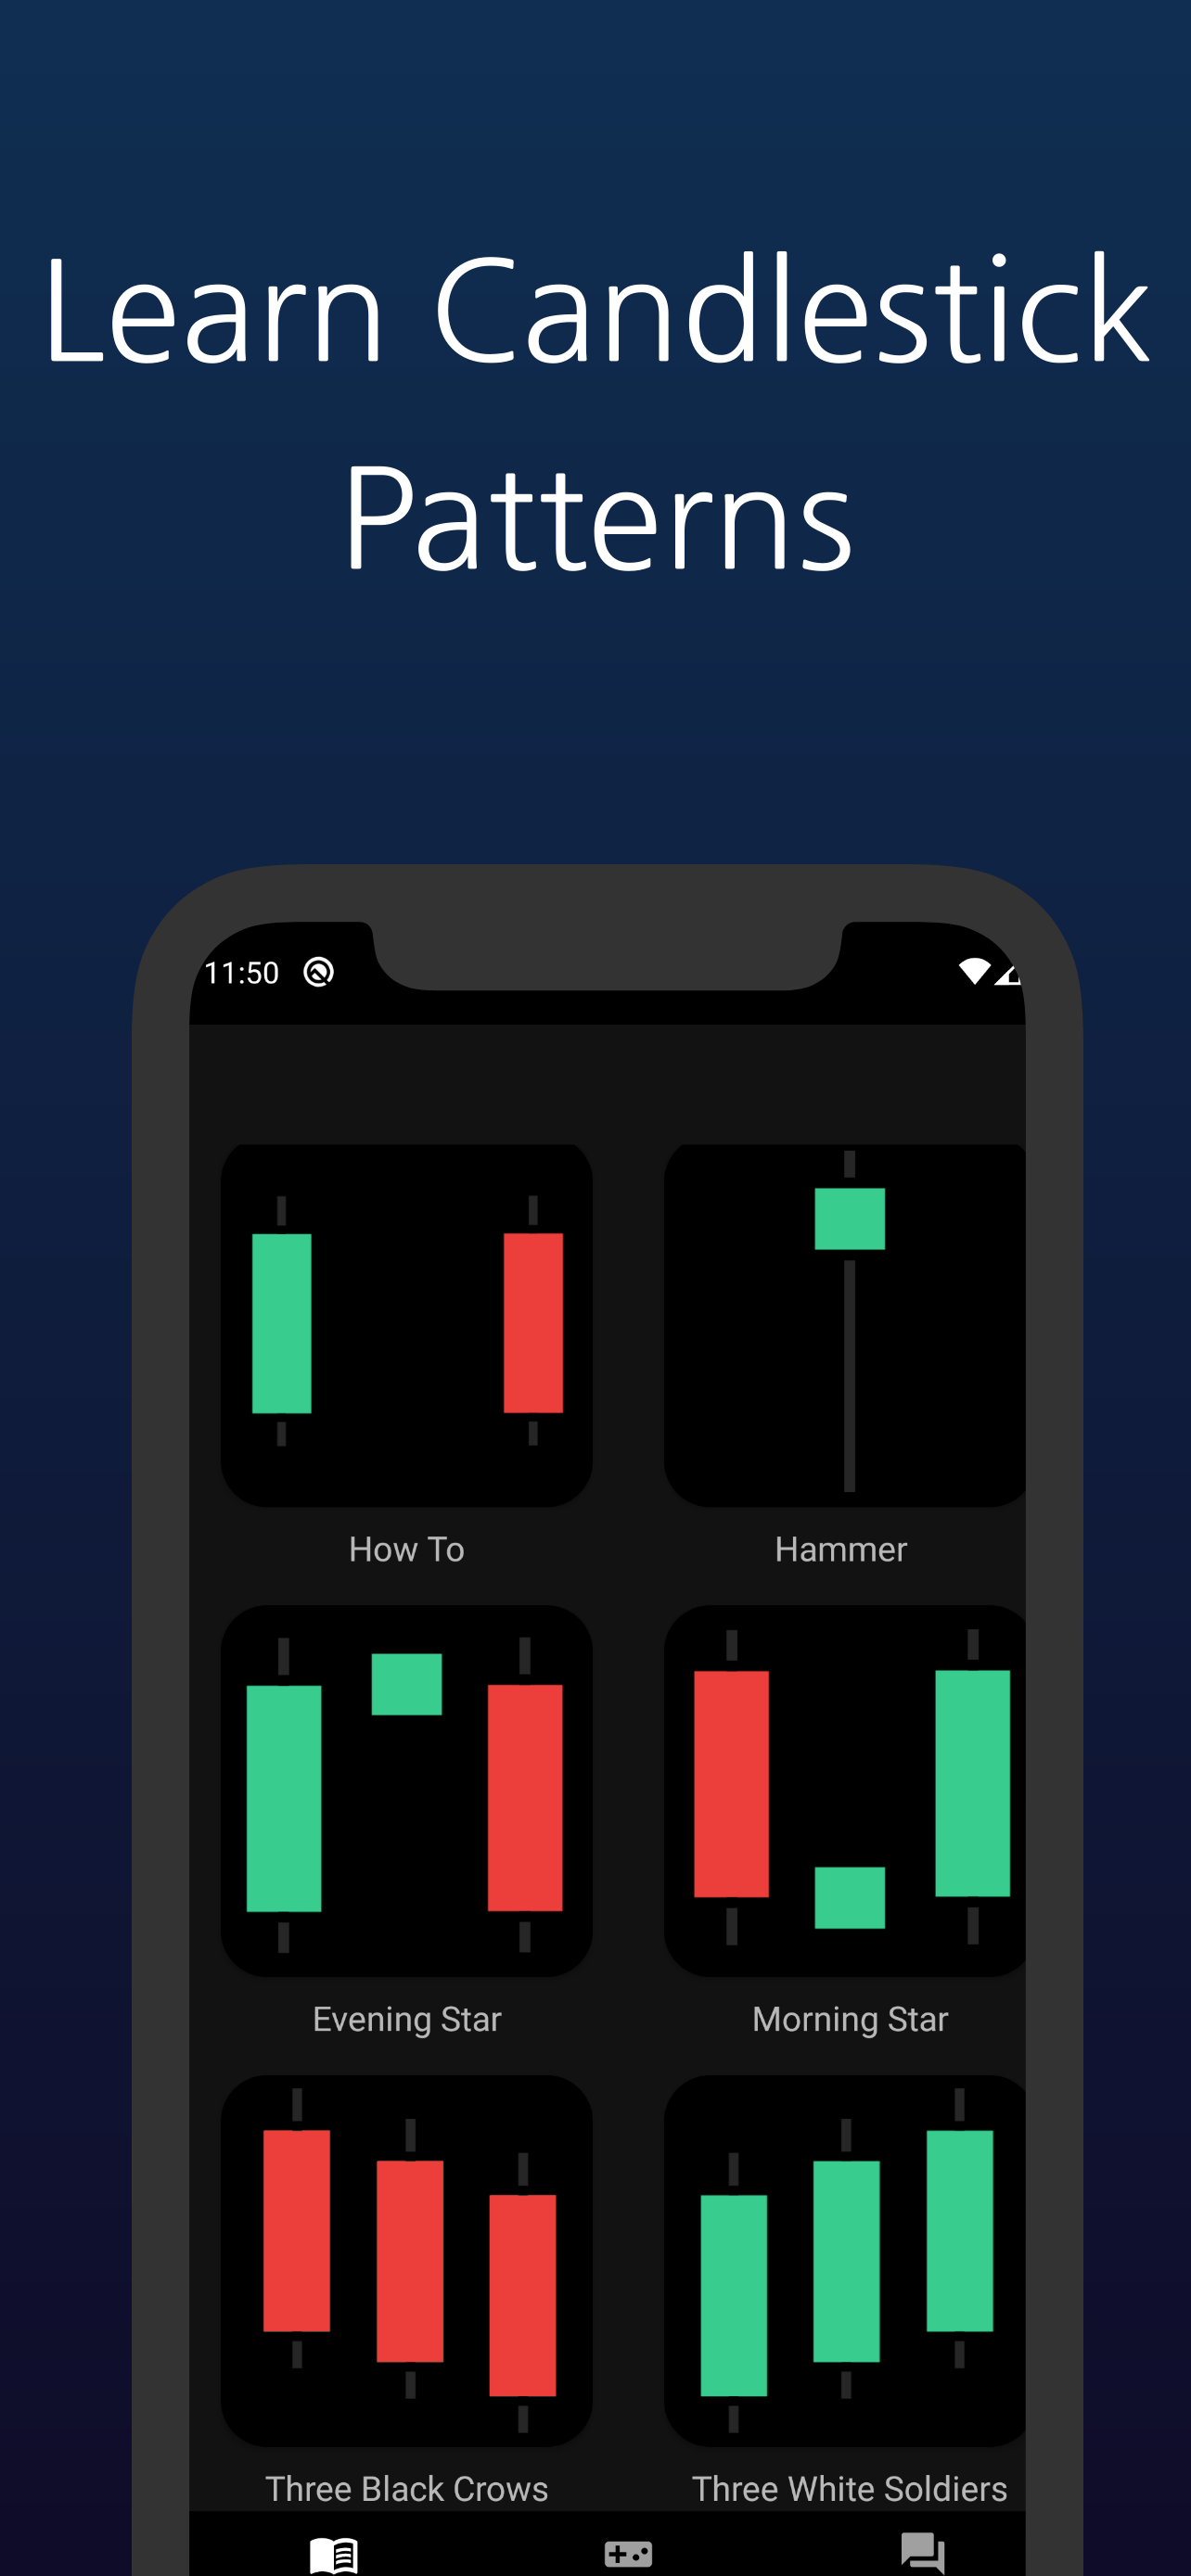 Learn Candlestick
Patterns
11:50
How To
Hammer
Evening Star
Morning Star
Three Black Crows
Three White Soldiers